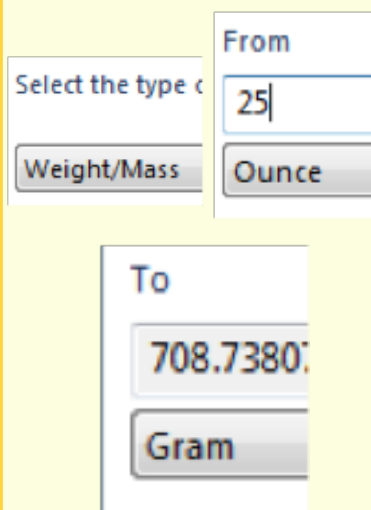 Select the type
Weight/Mass
From
25
Ounce
To
708.7380
Gram